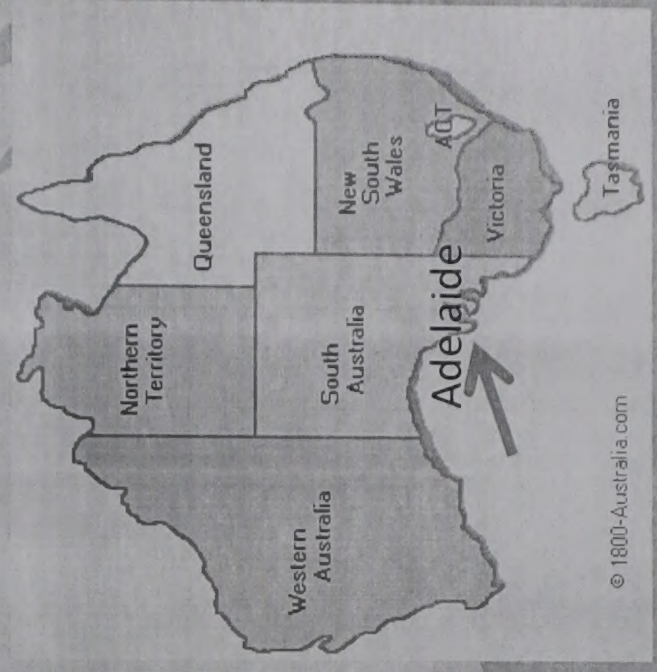 Northern
Territory
Queensland
Western
Australia
South
Australia
New
South
Wales
ACT
Victoria
Adelaide
Tasmania
© 1800-Australia.com